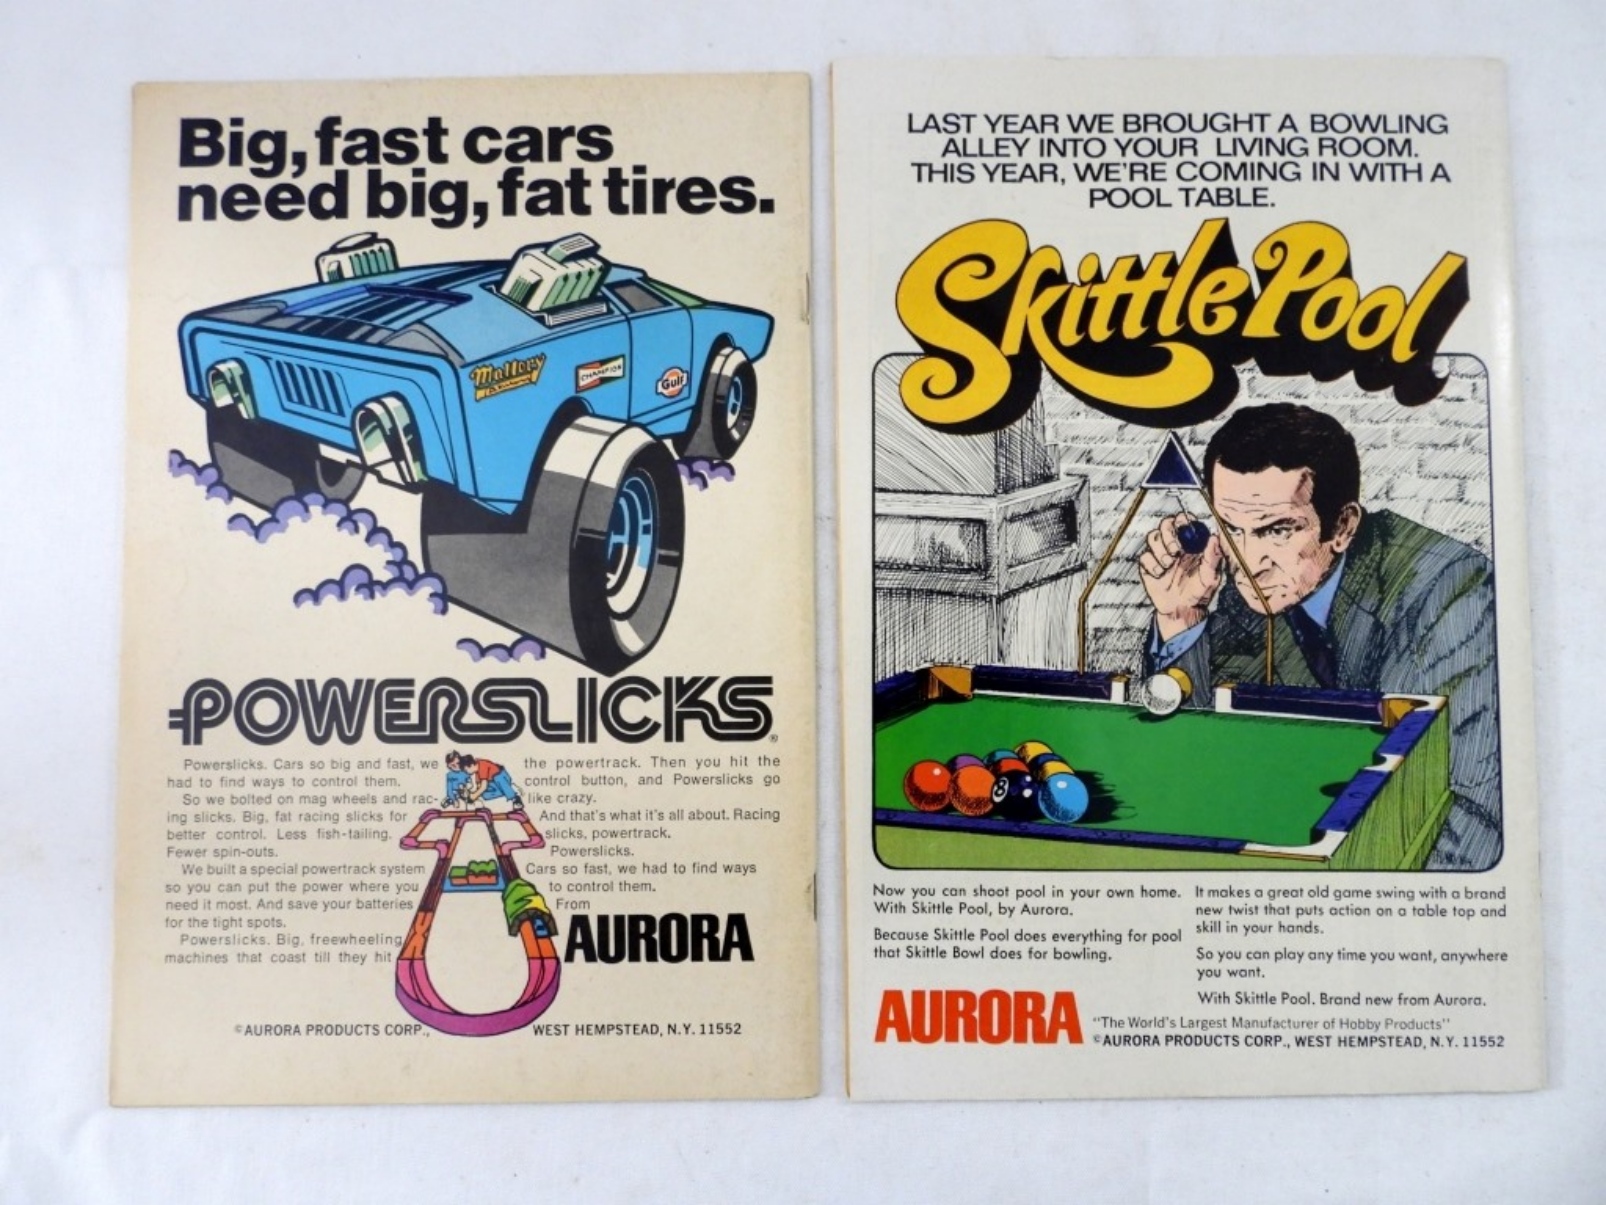 Big, fast cars
need big, fat tires.
Mallory
CHAMPION
Gulf
POWERSLICKS®
Powerslicks. Cars so big and fast, we
had to find ways to control them.
So we bolted on mag wheels and rac-
ing slicks. Big, fat racing slicks for
better control. Less fish-tailing.
Fewer spin-outs.
We built a special powertrack system
so you can put the power where you
need it most. And save your batteries
for the tight spots.
Powerslicks. Big, freewheeling
machines that coast till they hit
the powertrack. Then you hit the
control button, and Powerslicks go
like crazy.
And that's what it's all about. Racing
slicks, powertrack.
Powerslicks.
Cars so fast, we had to find ways
to control them.
From
AURORA
©AURORA PRODUCTS CORP., WEST HEMPSTEAD, N.Y. 11552
LAST YEAR WE BROUGHT A BOWLING
ALLEY INTO YOUR LIVING ROOM.
THIS YEAR, WE'RE COMING IN WITH A
POOL TABLE.
Skittle Pool
8
Now you can shoot pool in your own home.
With Skittle Pool, by Aurora.
Because Skittle Pool does everything for pool
that Skittle Bowl does for bowling.
It makes a great old game swing with a brand
new twist that puts action on a table top and
skill in your hands.
So you can play any time you want, anywhere
you want.
With Skittle Pool. Brand new from Aurora.
AURORA
"The World's Largest Manufacturer of Hobby Products"
©AURORA PRODUCTS CORP., WEST HEMPSTEAD, N.Y. 11552